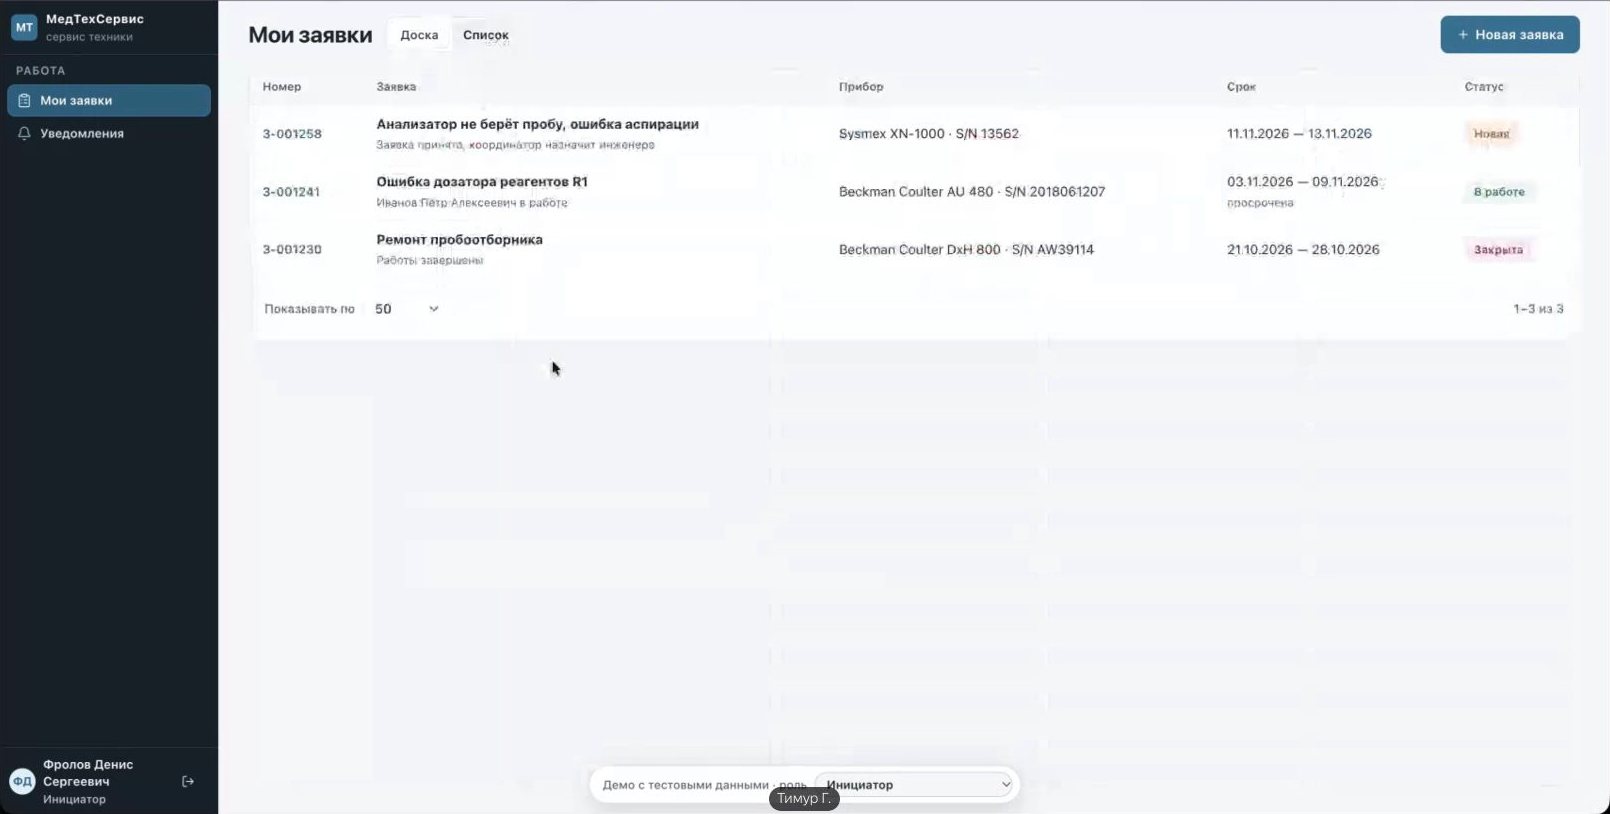 МТ
МедТехСервис
сервис техники
РАБОТА
Мои заявки
Уведомления
Мои заявки
Доска
Список
+ Новая заявка
Номер Заявка Прибор Срок Статус
З-001258 Анализатор не берёт пробу, ошибка аспирации Sysmex XN-1000 · S/N 13562 11.11.2026 — 13.11.2026 Новая
Заявка принята, координатор назначит инженера
З-001241 Ошибка дозатора реагентов R1 Beckman Coulter AU 480 · S/N 2018061207 03.11.2026 — 09.11.2026 В работе
Иванов Пётр Алексеевич в работе просрочена
З-001230 Ремонт пробоотборника Beckman Coulter DxH 800 · S/N AW39114 21.10.2026 — 28.10.2026 Закрыта
Работы завершены
Показывать по 50 1–3 из 3
ФД
Фролов Денис
Сергеевич
Инициатор
Демо с тестовыми данными · роль Инициатор
Тимур Г.